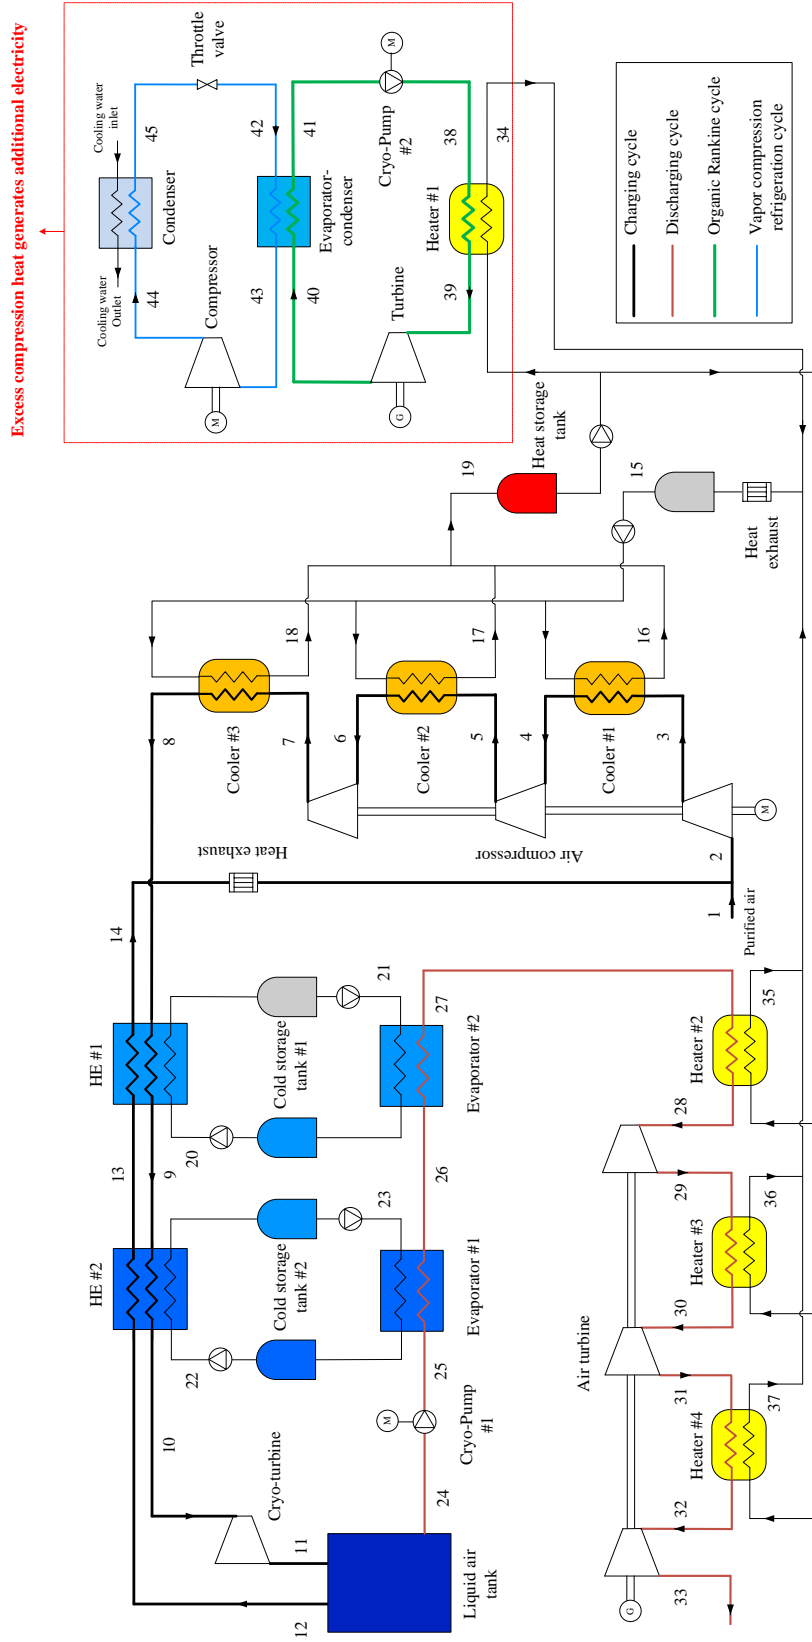 Excess compression heat generates additional electricity
Cooling water
inlet
Cooling water
Outlet
Condenser
Throttle
valve
45
44
42
43
M
Compressor
Evaporator-
condenser
41
40
M
Cryo-Pump
#2
Turbine
G
38
39
Heater #1
34
Charging cycle
Discharging cycle
Organic Rankine cycle
Vapor compression
refrigeration cycle
Heat storage
tank
19
15
Heat
exhaust
18
17
16
Cooler #3
Cooler #2
Cooler #1
8
7
6
5
4
3
2
1
Heat exhaust
Air compressor
M
Purified air
14
13
9
10
11
12
HE #1
HE #2
Cold storage
tank #1
Cold storage
tank #2
20
21
22
23
Evaporator #2
Evaporator #1
27
26
25
24
M
Cryo-Pump
#1
Cryo-turbine
Liquid air
tank
Air turbine
G
Heater #2
Heater #3
Heater #4
28
29
30
31
32
33
35
36
37